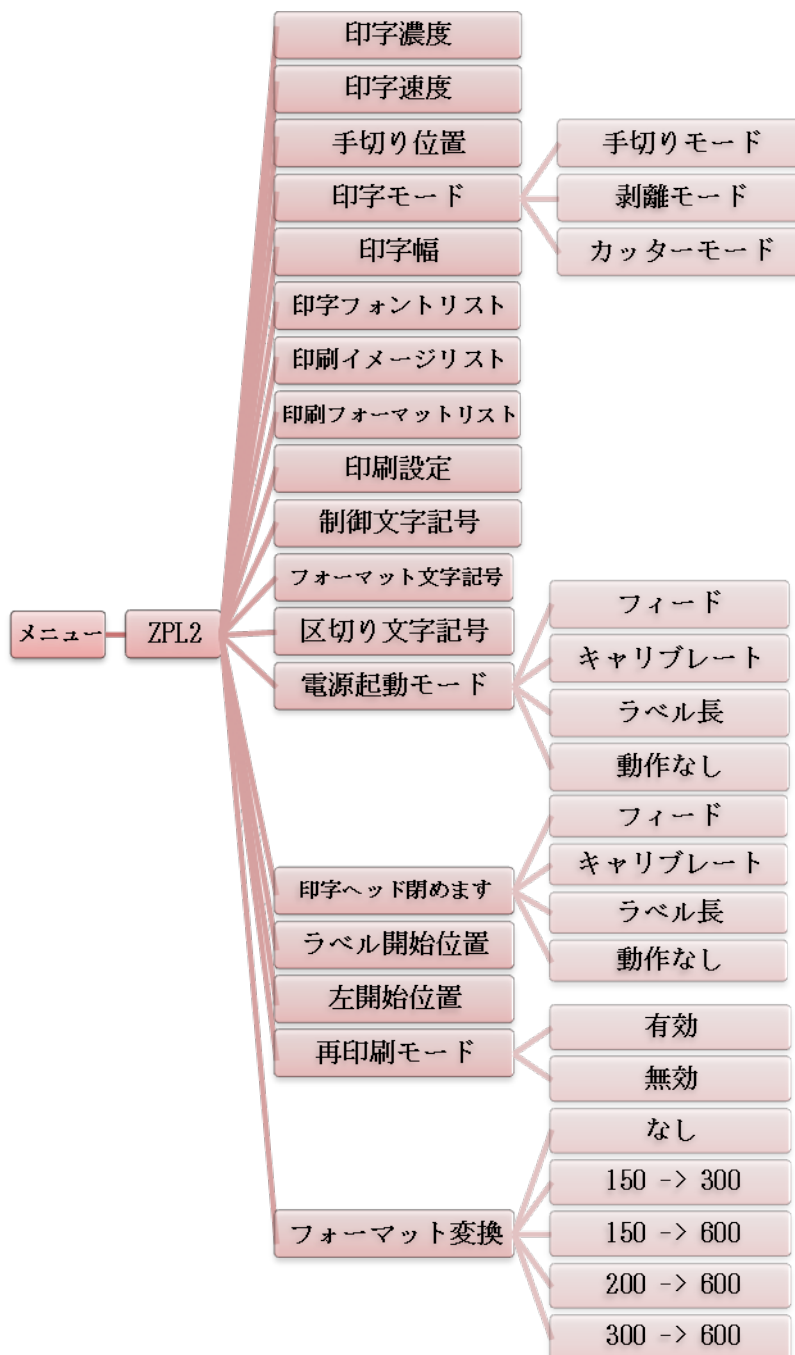 印字濃度
印字速度
手切り位置
手切りモード
印字モード
剥離モード
印字幅
カッターモード
印字フォントリスト
印刷イメージリスト
印刷フォーマットリスト
印刷設定
制御文字記号
フォーマット文字記号
フィード
メニュー
ZPL2
区切り文字記号
キャリブレート
電源起動モード
ラベル長
動作なし
フィード
キャリブレート
印字ヘッド閉めます
ラベル長
ラベル開始位置
動作なし
左開始位置
有効
再印刷モード
無効
なし
150 -> 300
フォーマット変換
150 -> 600
200 -> 600
300 -> 600